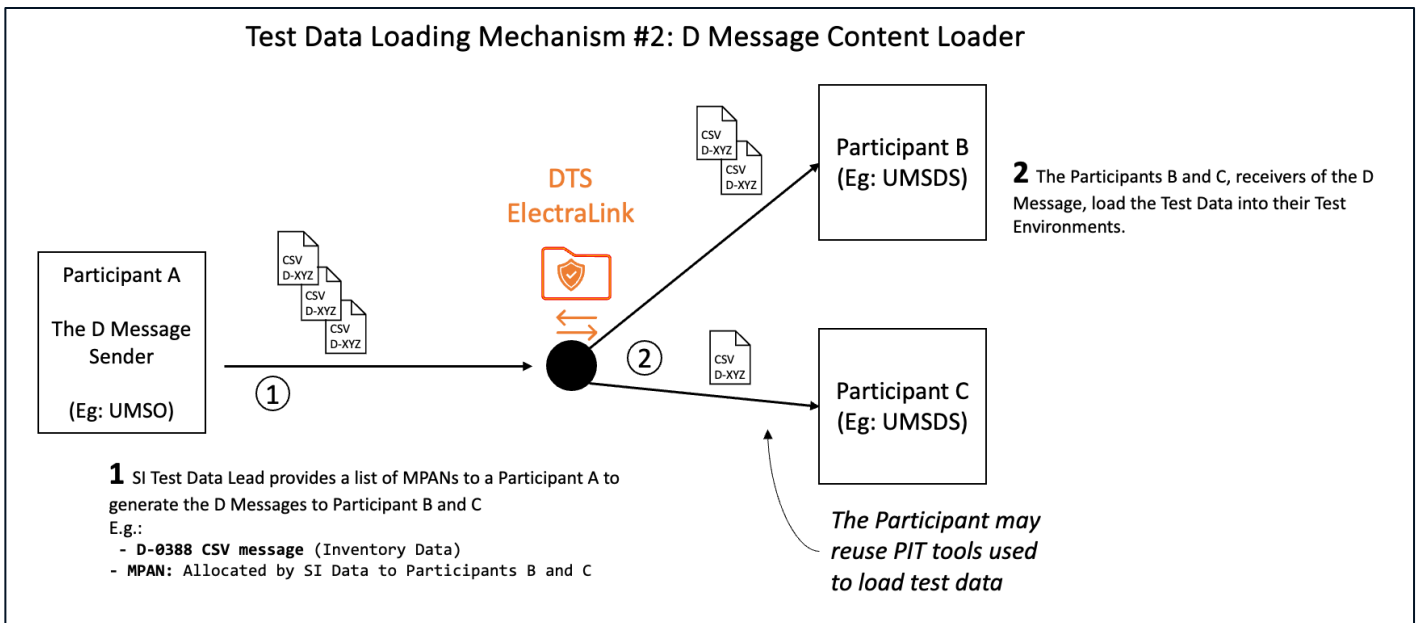 Test Data Loading Mechanism #2: D Message Content Loader
CSV
D-XYZ
CSV
D-XYZ
Participant B
(Eg: UMSDS)
2 The Participants B and C, receivers of the D
Message, load the Test Data into their Test
Environments.
DTS
ElectraLink
Participant A
The D Message
Sender
(Eg: UMSO)
CSV
D-XYZ
CSV
D-XYZ
CSV
D-XYZ
1
2
CSV
D-XYZ
Participant C
(Eg: UMSDS)
1 SI Test Data Lead provides a list of MPANs to a Participant A to
generate the D Messages to Participant B and C
E.g.:
- D-0388 CSV message (Inventory Data)
- MPAN: Allocated by SI Data to Participants B and C
The Participant may
reuse PIT tools used
to load test data